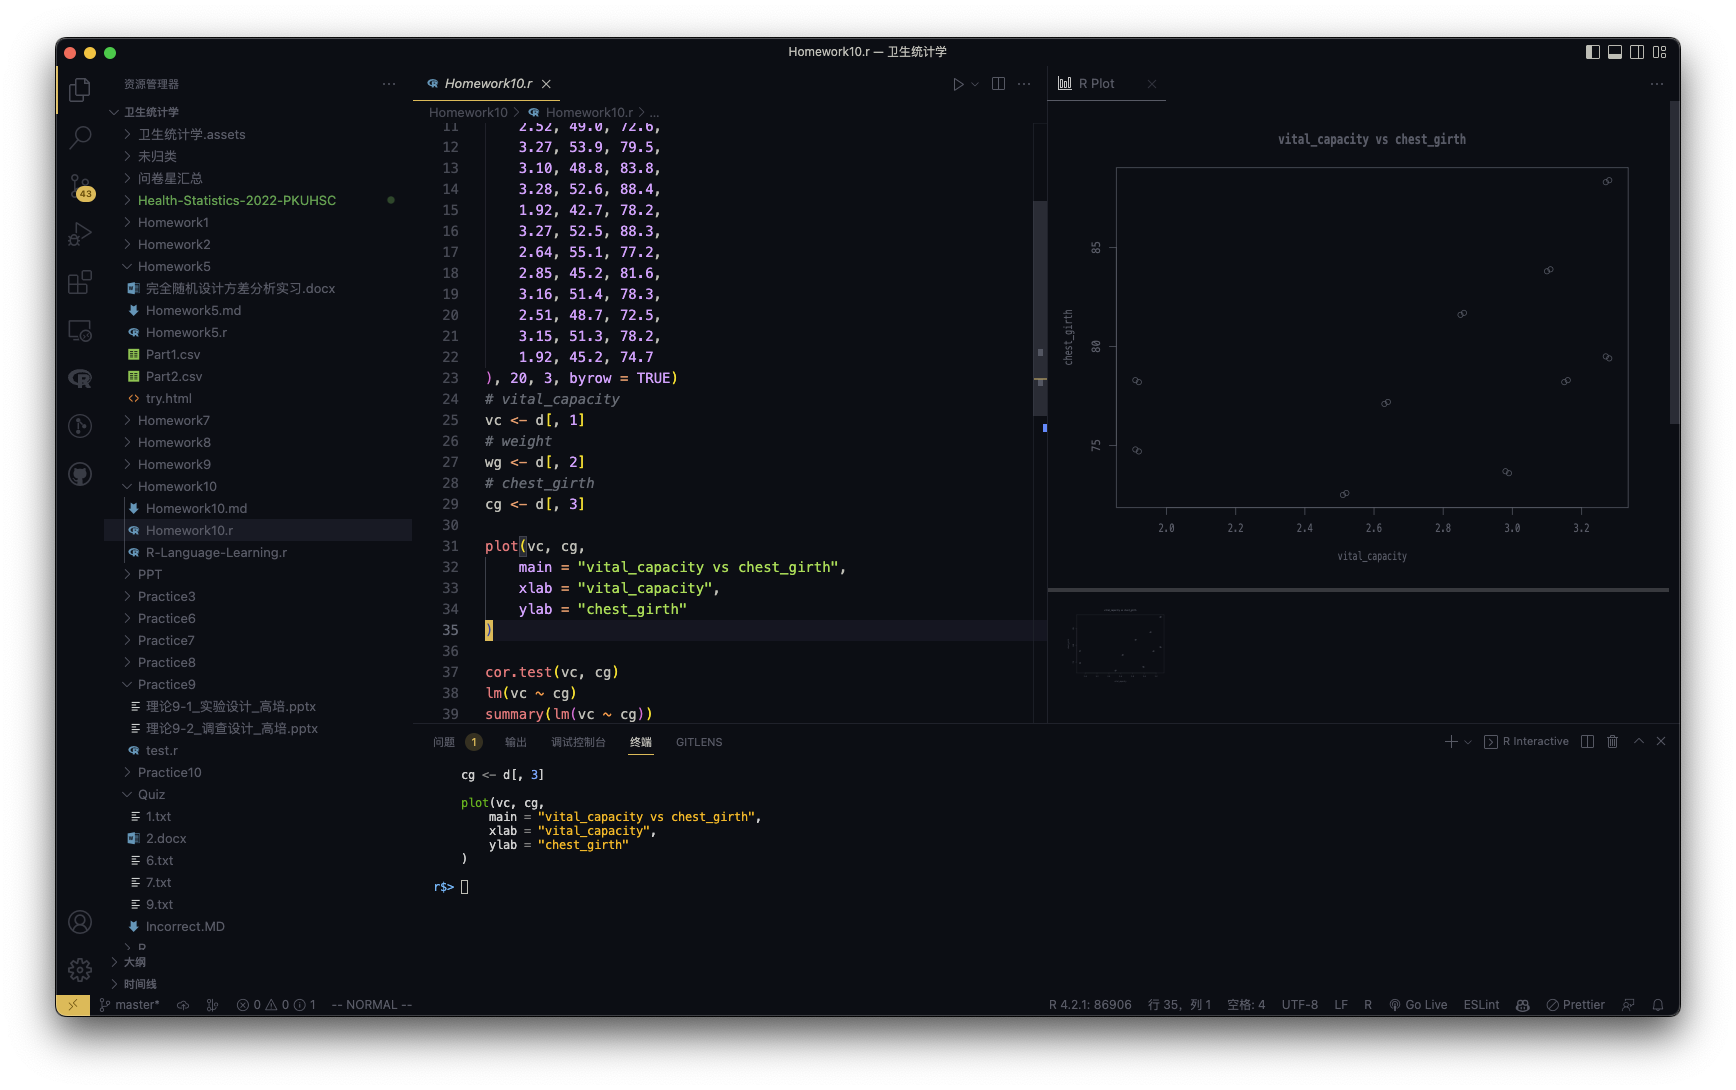 Homework10.r — 卫生统计学
资源管理器
卫生统计学
卫生统计学.assets
未归类
问卷星汇总
Health-Statistics-2022-PKUHSC
Homework1
Homework2
Homework5
完全随机设计方差分析实习.docx
Homework5.md
Homework5.r
Part1.csv
Part2.csv
try.html
Homework7
Homework8
Homework9
Homework10
Homework10.md
Homework10.r
R-Language-Learning.r
PPT
Practice3
Practice6
Practice7
Practice8
Practice9
理论9-1_实验设计_高培.pptx
理论9-2_调查设计_高培.pptx
test.r
Practice10
Quiz
1.txt
2.docx
6.txt
7.txt
9.txt
Incorrect.MD
大纲
时间线
43
Homework10.r
Homework10 > Homework10.r > ...
11 2.52, 49.0, 72.6,
12 3.27, 53.9, 79.5,
13 3.10, 48.8, 83.8,
14 3.28, 52.6, 88.4,
15 1.92, 42.7, 78.2,
16 3.27, 52.5, 88.3,
17 2.64, 55.1, 77.2,
18 2.85, 45.2, 81.6,
19 3.16, 51.4, 78.3,
20 2.51, 48.7, 72.5,
21 3.15, 51.3, 78.2,
22 1.92, 45.2, 74.7
23 ), 20, 3, byrow = TRUE)
24 # vital_capacity
25 vc <- d[, 1]
26 # weight
27 wg <- d[, 2]
28 # chest_girth
29 cg <- d[, 3]
30
31 plot(vc, cg,
32 main = "vital_capacity vs chest_girth",
33 xlab = "vital_capacity",
34 ylab = "chest_girth"
35 )
36
37 cor.test(vc, cg)
38 lm(vc ~ cg)
39 summary(lm(vc ~ cg))
R Plot
vital_capacity vs chest_girth
chest_girth
85
80
75
2.0 2.2 2.4 2.6 2.8 3.0 3.2
vital_capacity
问题 1 输出 调试控制台 终端 GITLENS
R Interactive
cg <- d[, 3]
plot(vc, cg,
main = "vital_capacity vs chest_girth",
xlab = "vital_capacity",
ylab = "chest_girth"
)
r$>
master* 0 0 1 -- NORMAL --
R 4.2.1: 86906 行 35，列 1 空格: 4 UTF-8 LF R Go Live ESLint Prettier